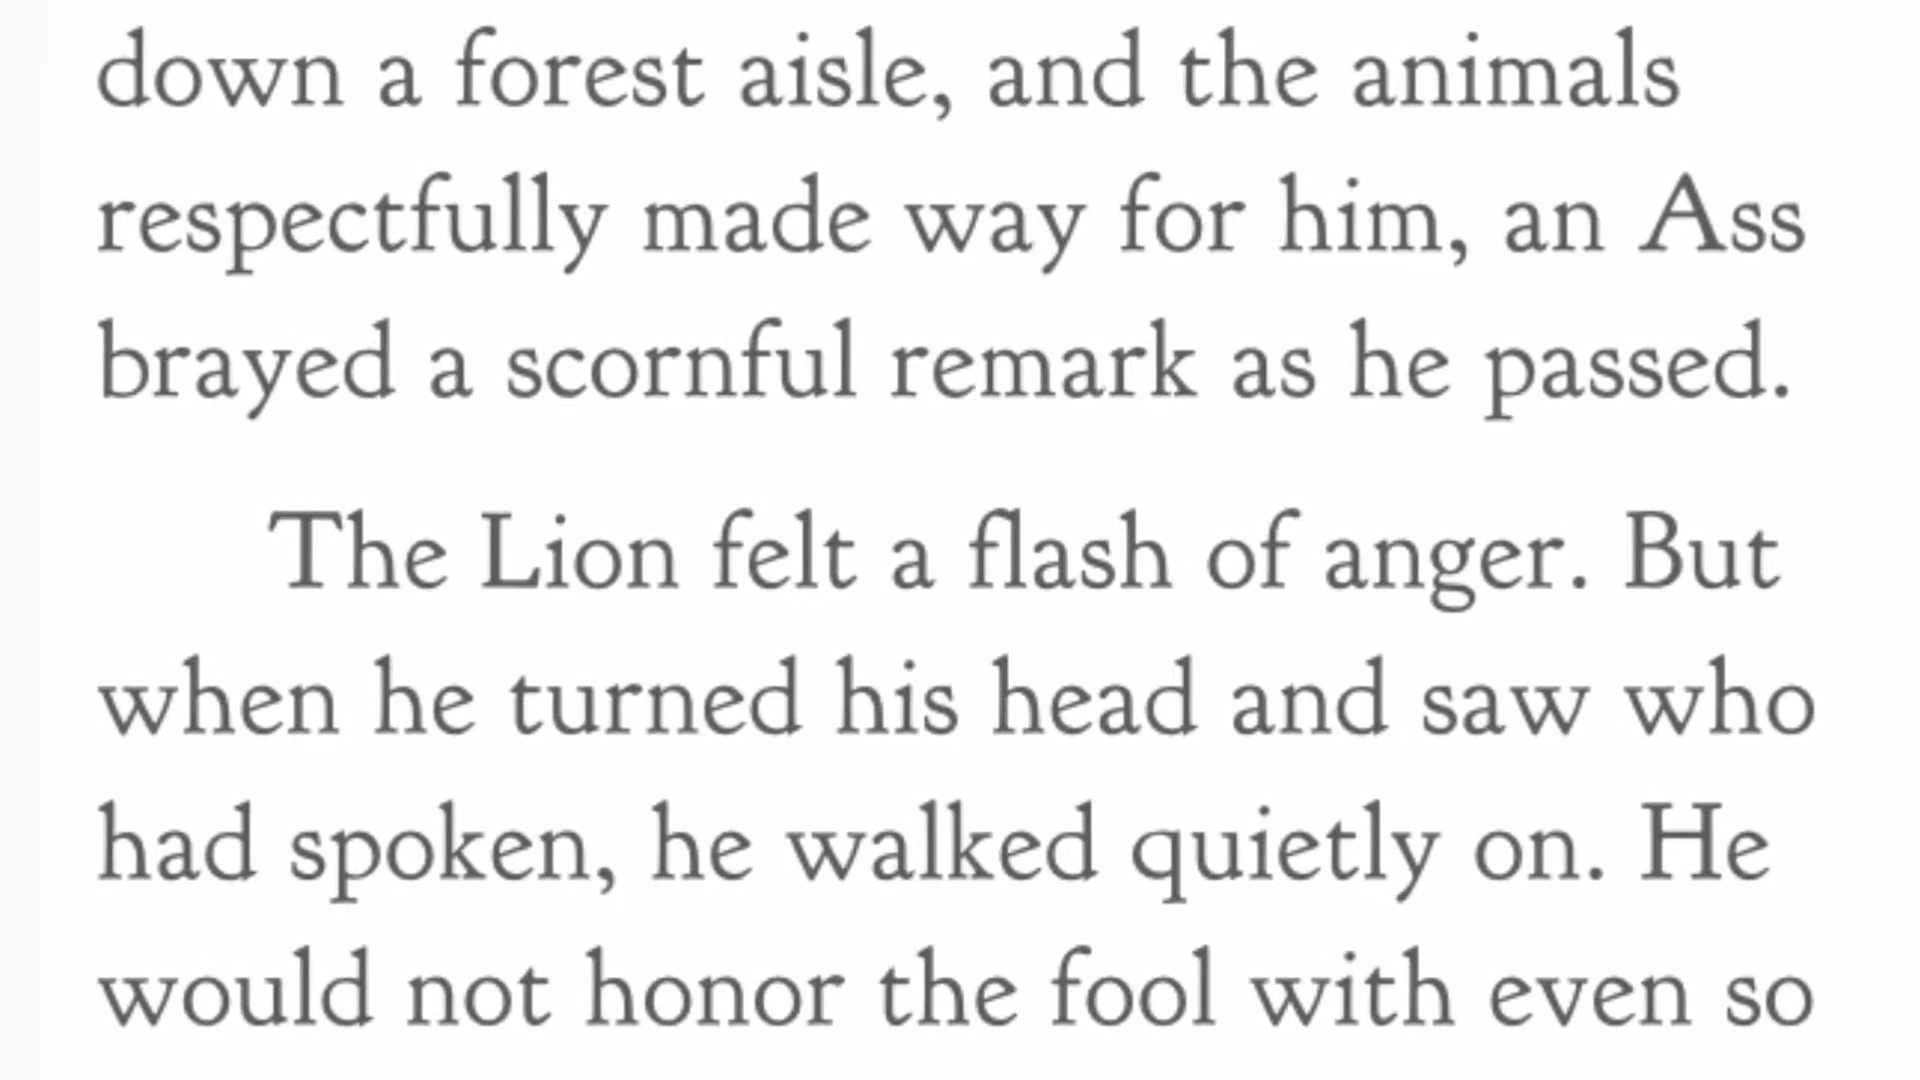 down a forest aisle, and the animals
respectfully made way for him, an Ass
brayed a scornful remark as he passed.
The Lion felt a flash of anger. But
when he turned his head and saw who
had spoken, he walked quietly on. He
would not honor the fool with even so